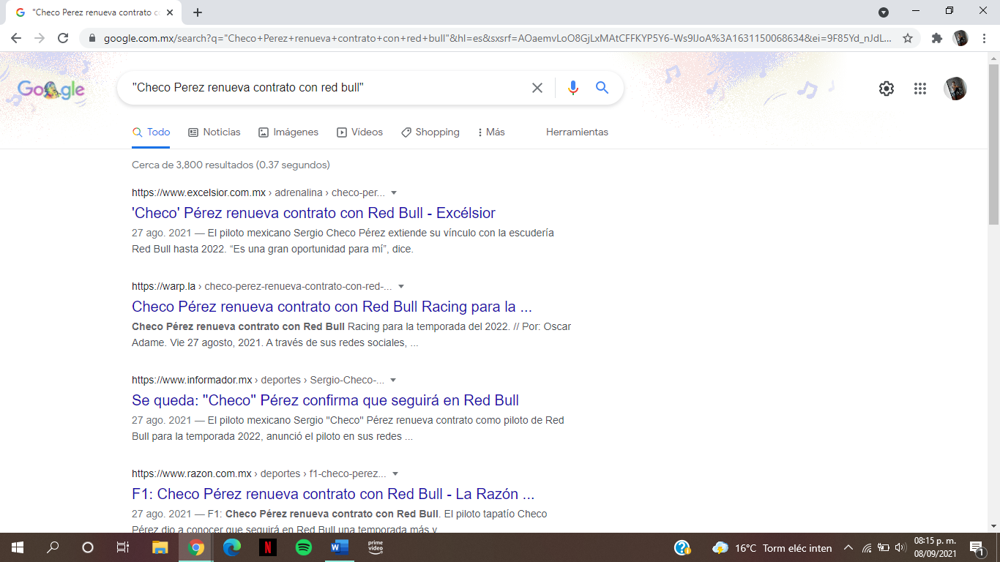 "Checo Perez renueva contrato co
google.com.mx/search?q="Checo+Perez+renueva+contrato+con+red+bull"&hl=es&sxsrf=AOaemvLoO8GjLxMAtCFFKYP5Y6-Ws9lJoA%3A1631150068634&ei=9F85Yd_nJdL...
Google
"Checo Perez renueva contrato con red bull"
Todo Noticias Imágenes Vídeos Shopping Más Herramientas
Cerca de 3,800 resultados (0.37 segundos)
https://www.excelsior.com.mx › adrenalina › checo-per...
'Checo' Pérez renueva contrato con Red Bull - Excélsior
27 ago. 2021 — El piloto mexicano Sergio Checo Pérez extiende su vínculo con la escudería
Red Bull hasta 2022. “Es una gran oportunidad para mí”, dice.
https://warp.la › checo-perez-renueva-contrato-con-red-...
Checo Pérez renueva contrato con Red Bull Racing para la ...
Checo Pérez renueva contrato con Red Bull Racing para la temporada del 2022. // Por: Oscar
Adame. Vie 27 agosto, 2021. A través de sus redes sociales, ...
https://www.informador.mx › deportes › Sergio-Checo-...
Se queda: "Checo" Pérez confirma que seguirá en Red Bull
27 ago. 2021 — El piloto mexicano Sergio "Checo" Pérez renueva contrato como piloto de Red
Bull para la temporada 2022, anunció el piloto en sus redes ...
https://www.razon.com.mx › deportes › f1-checo-perez...
F1: Checo Pérez renueva contrato con Red Bull - La Razón ...
27 ago. 2021 — F1: Checo Pérez renueva contrato con Red Bull. El piloto tapatío Checo
Pérez dio a conocer que seguirá en Red Bull una temporada más y
prime
video
16°C Torm eléc inten
08:15 p. m.
08/09/2021
1